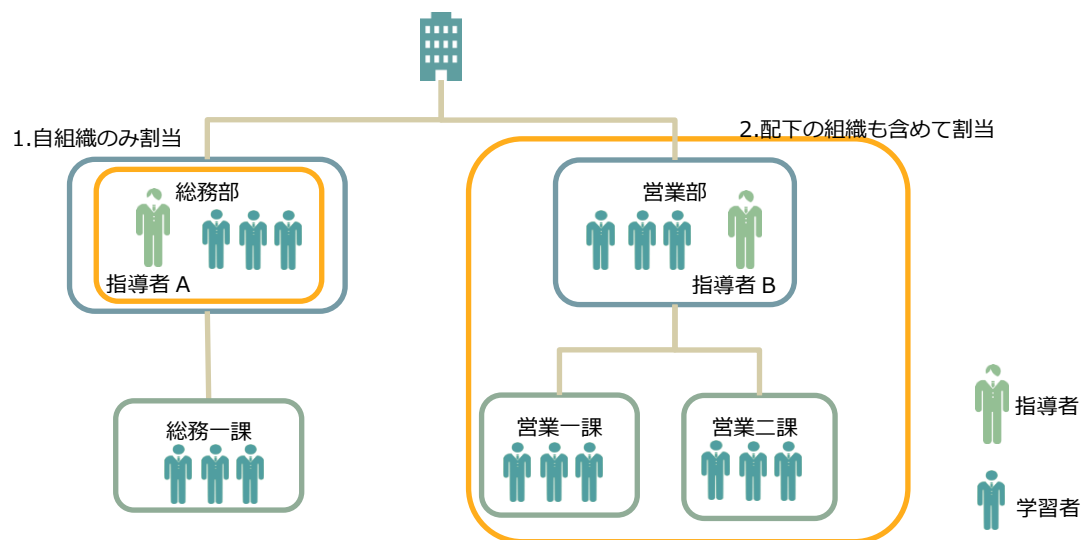 1.自組織のみ割当
2.配下の組織も含めて割当
総務部
指導者 A
営業部
指導者 B
総務一課
営業一課
営業二課
指導者
学習者